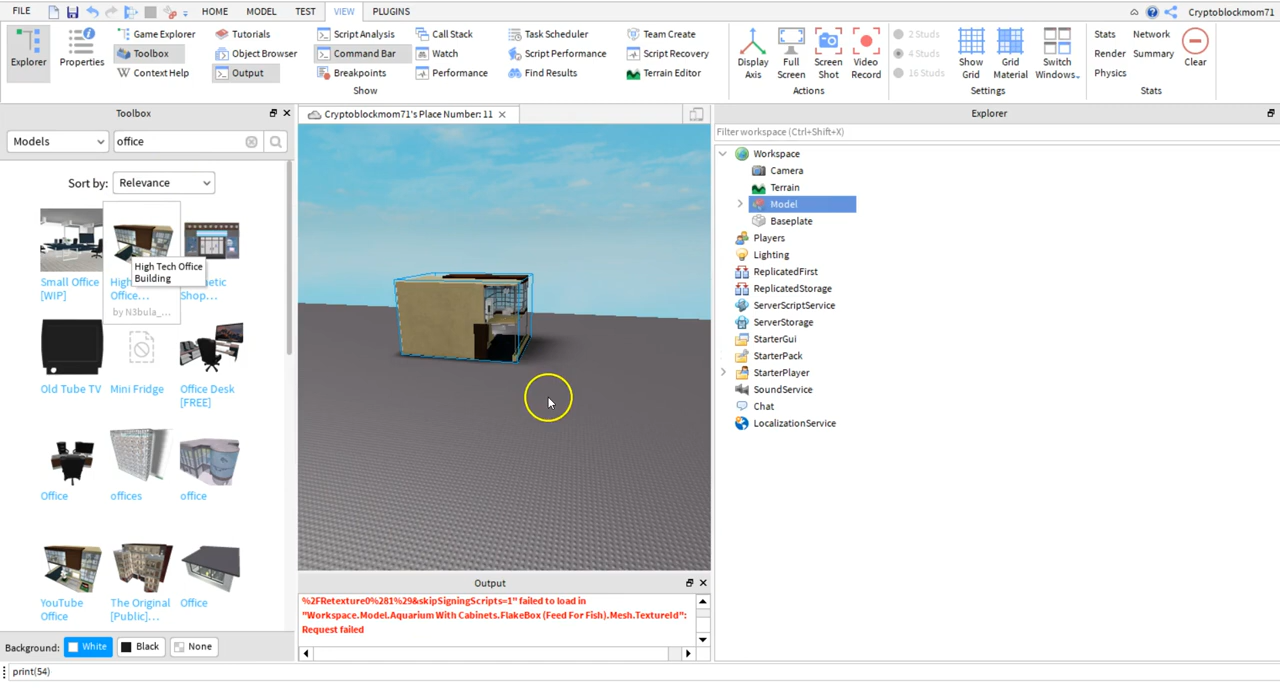 FILE HOME MODEL TEST VIEW PLUGINS Cryptoblockmom71
Explorer
Properties
Game Explorer Tutorials Script Analysis Call Stack Task Scheduler Team Create
Toolbox Object Browser Command Bar Watch Script Performance Script Recovery
Context Help Output Breakpoints Performance Find Results Terrain Editor
Show
Display Axis
Full Screen
Screen Shot
Video Record
Actions
2 Studs
4 Studs
16 Studs
Show Grid
Grid Material
Switch Windows..
Settings
Stats Network
Render Summary
Physics
Clear
Stats
Toolbox
Models office
Sort by: Relevance
Small Office [WIP]
High Tech Office Building
Office...
by N3bula_...
Shop...
Old Tube TV
Mini Fridge
Office Desk [FREE]
Office
offices
office
YouTube Office
The Original [Public]...
Office
Background: White Black None
print(54)
Cryptoblockmom71's Place Number: 11
Output
%2FRetexture0%281%29&skipSigningScripts=1" failed to load in
"Workspace.Model.Aquarium With Cabinets.FlakeBox (Feed For Fish).Mesh.TextureId":
Request failed
Explorer
Filter workspace (Ctrl+Shift+X)
Workspace
Camera
Terrain
Model
Baseplate
Players
Lighting
ReplicatedFirst
ReplicatedStorage
ServerScriptService
ServerStorage
StarterGui
StarterPack
StarterPlayer
SoundService
Chat
LocalizationService